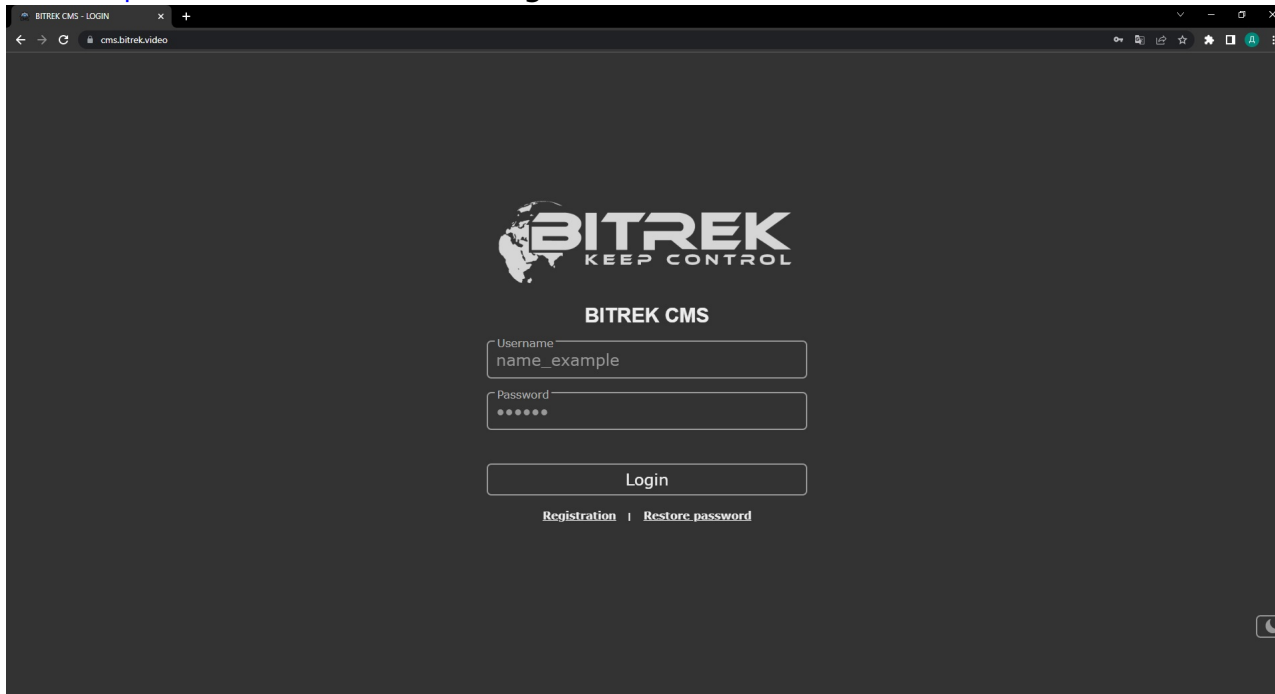 BITREK CMS - LOGIN
cms.bitrek.video
Д
BITREK
KEEP CONTROL
BITREK CMS
Username
name_example
Password
••••••
Login
Registration | Restore password